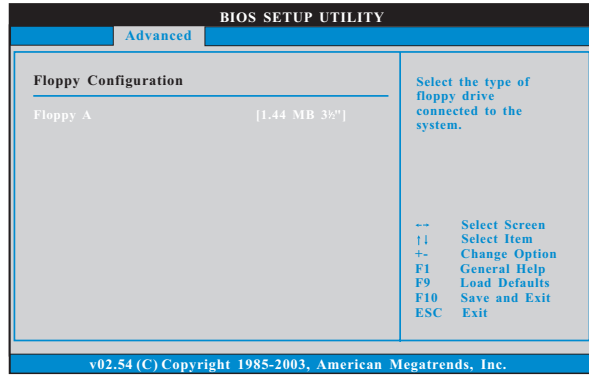 BIOS SETUP UTILITY
Advanced
Floppy Configuration
Floppy A [1.44 MB 3½"]
Select the type of
floppy drive
connected to the
system.
←→ Select Screen
↑↓ Select Item
+- Change Option
F1 General Help
F9 Load Defaults
F10 Save and Exit
ESC Exit
v02.54 (C) Copyright 1985-2003, American Megatrends, Inc.